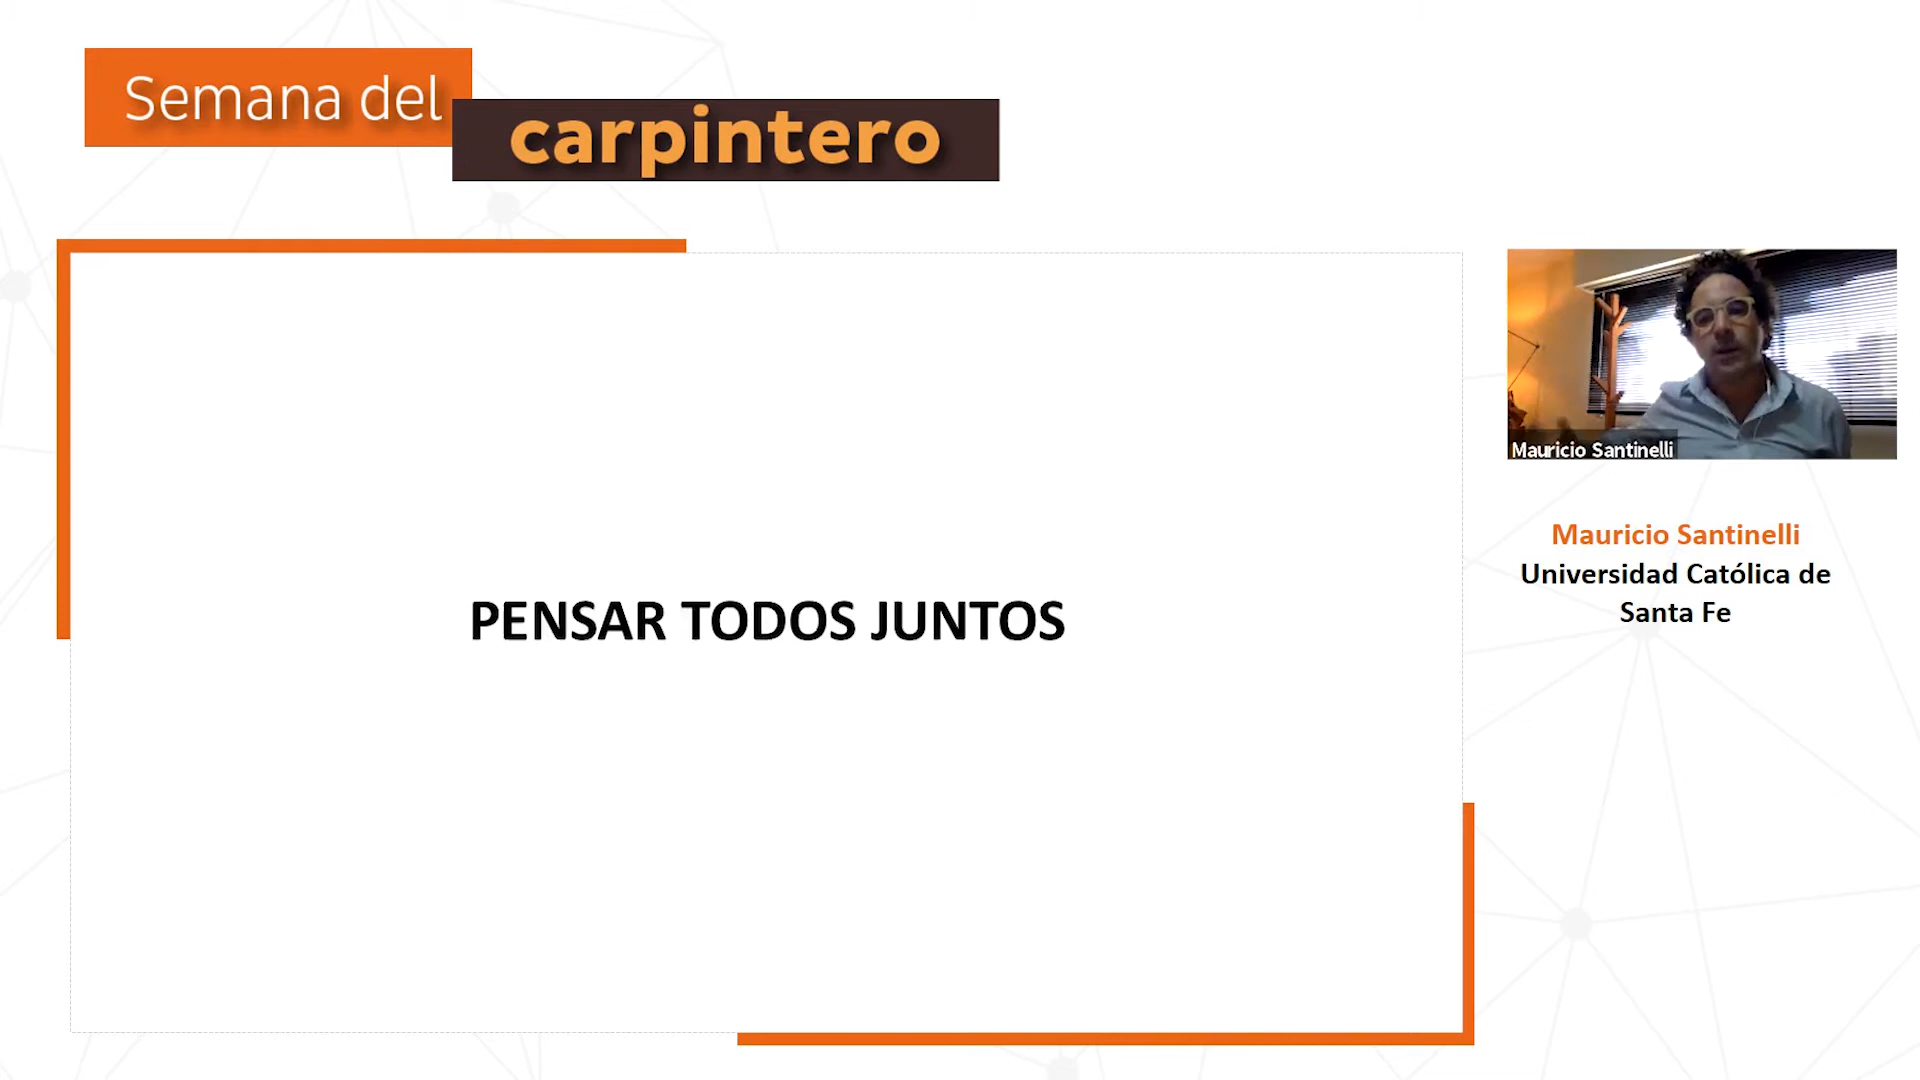 Semana del
carpintero
PENSAR TODOS JUNTOS
Mauricio Santinelli
Mauricio Santinelli
Universidad Católica de
Santa Fe